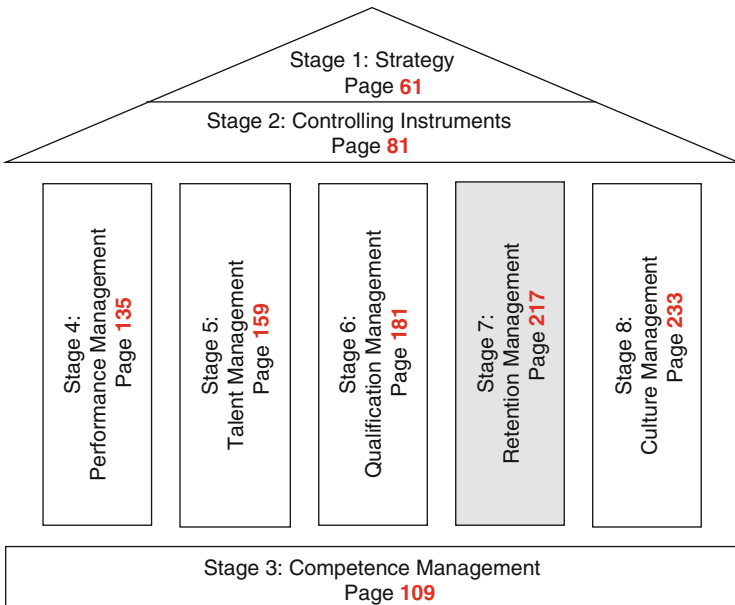 Stage 1: Strategy
Page 61
Stage 2: Controlling Instruments
Page 81
Stage 4:
Performance Management
Page 135
Stage 5:
Talent Management
Page 159
Stage 6:
Qualification Management
Page 181
Stage 7:
Retention Management
Page 217
Stage 8:
Culture Management
Page 233
Stage 3: Competence Management
Page 109